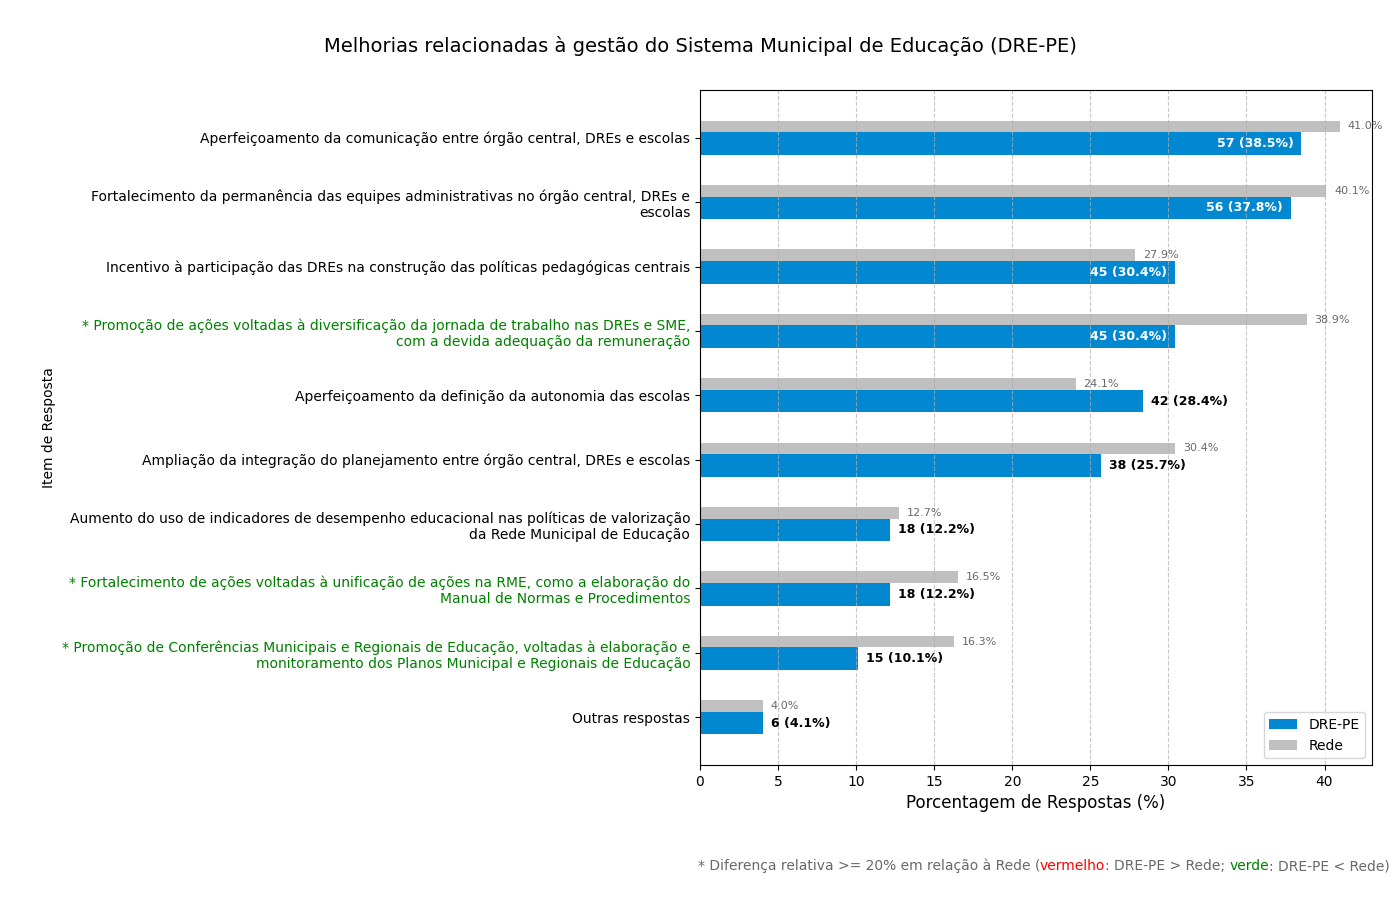 Melhorias relacionadas à gestão do Sistema Municipal de Educação (DRE-PE)
Item de Resposta
Aperfeiçoamento da comunicação entre órgão central, DREs e escolas
41.0%
57 (38.5%)
Fortalecimento da permanência das equipes administrativas no órgão central, DREs e
escolas
40.1%
56 (37.8%)
Incentivo à participação das DREs na construção das políticas pedagógicas centrais
27.9%
45 (30.4%)
* Promoção de ações voltadas à diversificação da jornada de trabalho nas DREs e SME,
com a devida adequação da remuneração
38.9%
45 (30.4%)
Aperfeiçoamento da definição da autonomia das escolas
24.1%
42 (28.4%)
Ampliação da integração do planejamento entre órgão central, DREs e escolas
30.4%
38 (25.7%)
Aumento do uso de indicadores de desempenho educacional nas políticas de valorização
da Rede Municipal de Educação
12.7%
18 (12.2%)
* Fortalecimento de ações voltadas à unificação de ações na RME, como a elaboração do
Manual de Normas e Procedimentos
16.5%
18 (12.2%)
* Promoção de Conferências Municipais e Regionais de Educação, voltadas à elaboração e
monitoramento dos Planos Municipal e Regionais de Educação
16.3%
15 (10.1%)
Outras respostas
4.0%
6 (4.1%)
DRE-PE
Rede
0 5 10 15 20 25 30 35 40
Porcentagem de Respostas (%)
* Diferença relativa >= 20% em relação à Rede (vermelho: DRE-PE > Rede; verde: DRE-PE < Rede)